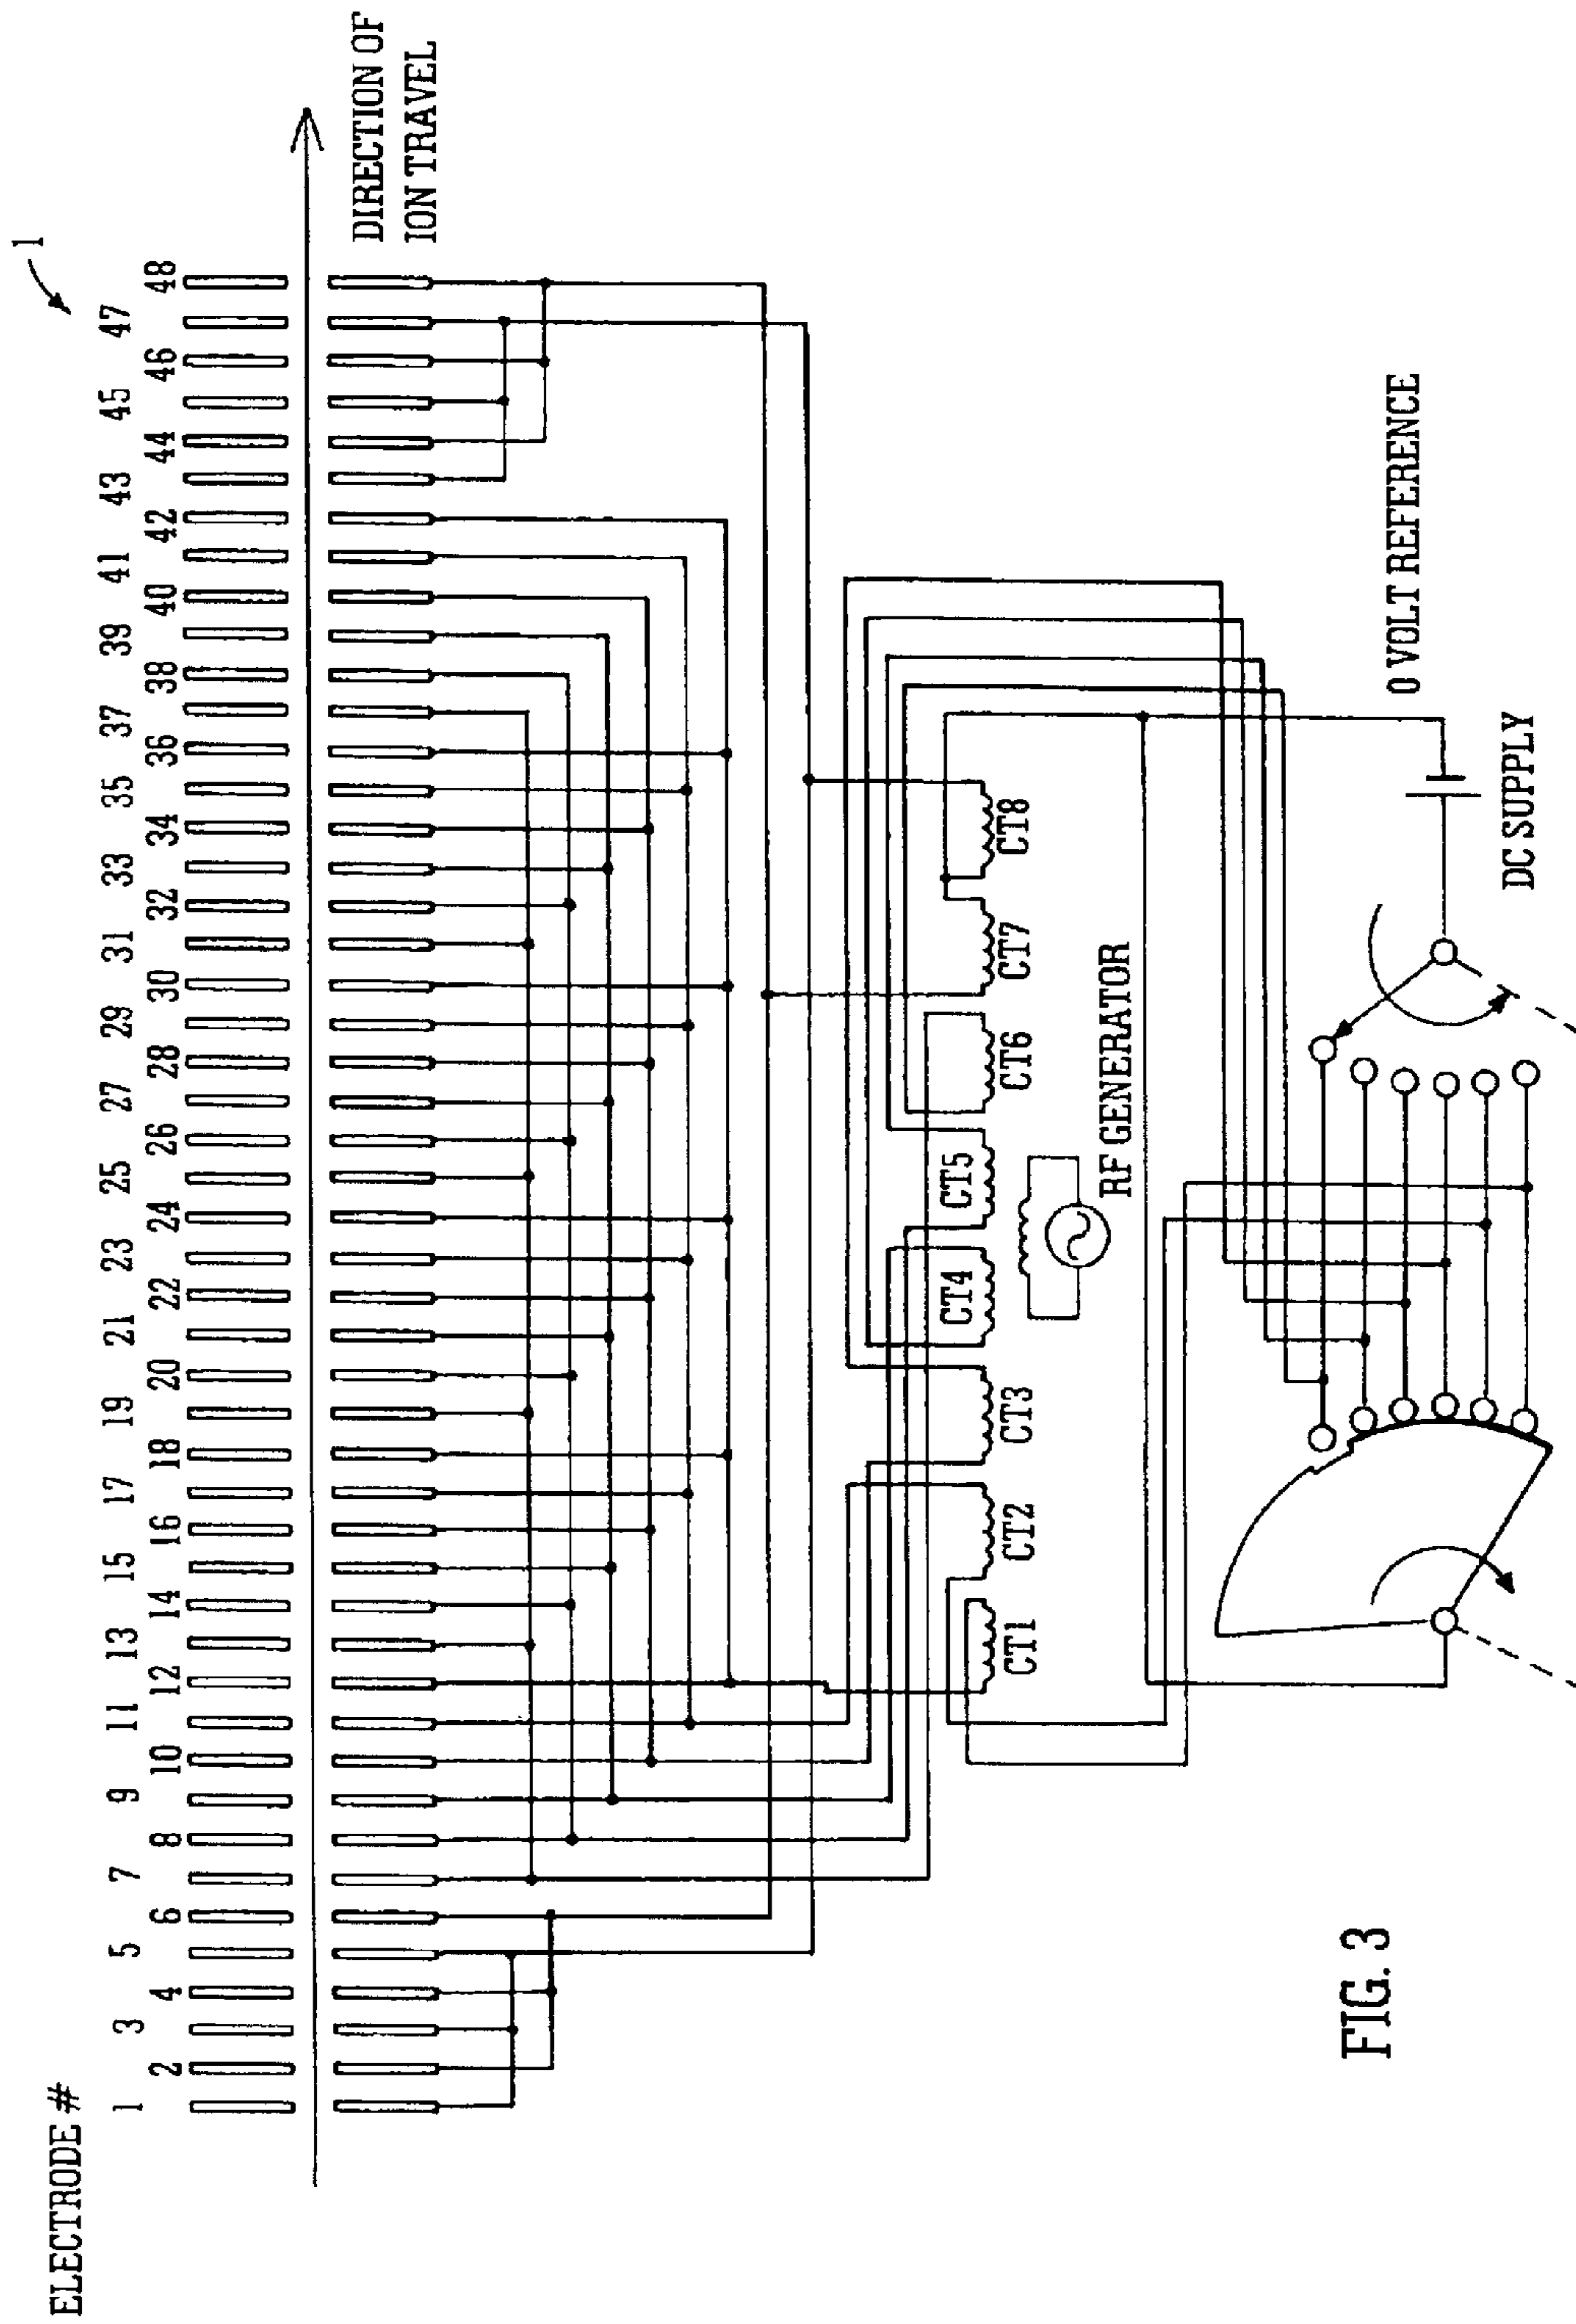 ELECTRODE #
1
1 2 3 4 5 6 7 8 9 10 11 12 13 14 15 16 17 18 19 20 21 22 23 24 25 26 27 28 29 30 31 32 33 34 35 36 37 38 39 40 41 42 43 44 45 46 47 48
DIRECTION OF
ION TRAVEL
CT1 CT2 CT3 CT4 CT5 CT6 CT7 CT8
RF GENERATOR
0 VOLT REFERENCE
DC SUPPLY
FIG. 3